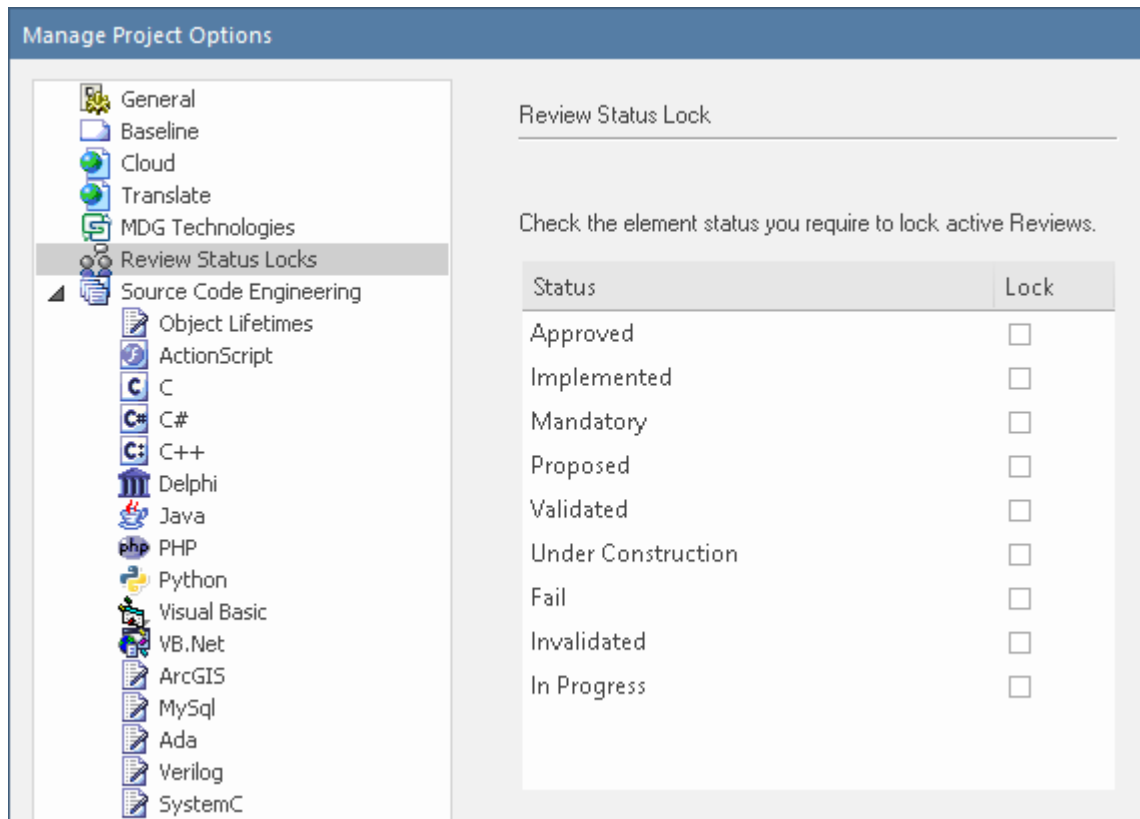 Manage Project Options
General
Baseline
Cloud
Translate
MDG Technologies
Review Status Locks
Source Code Engineering
Object Lifetimes
ActionScript
C
C#
C++
Delphi
Java
php PHP
Python
Visual Basic
VB.Net
ArcGIS
MySql
Ada
Verilog
SystemC
Review Status Lock
Check the element status you require to lock active Reviews.
Status Lock
Approved
Implemented
Mandatory
Proposed
Validated
Under Construction
Fail
Invalidated
In Progress